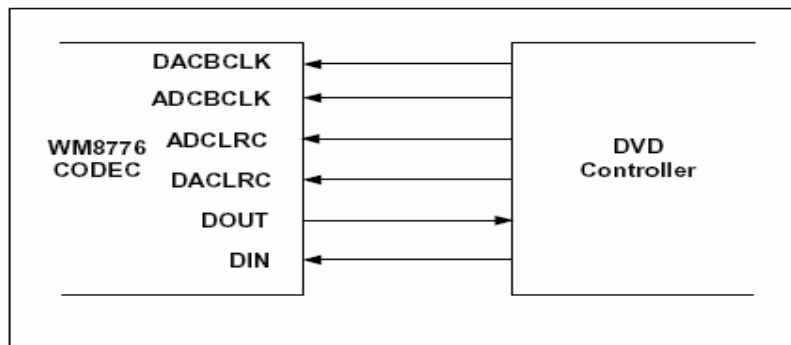 DACBCLK
ADCBCLK
ADCLRC
DACLRC
DOUT
DIN
WM8776
CODEC
DVD
Controller